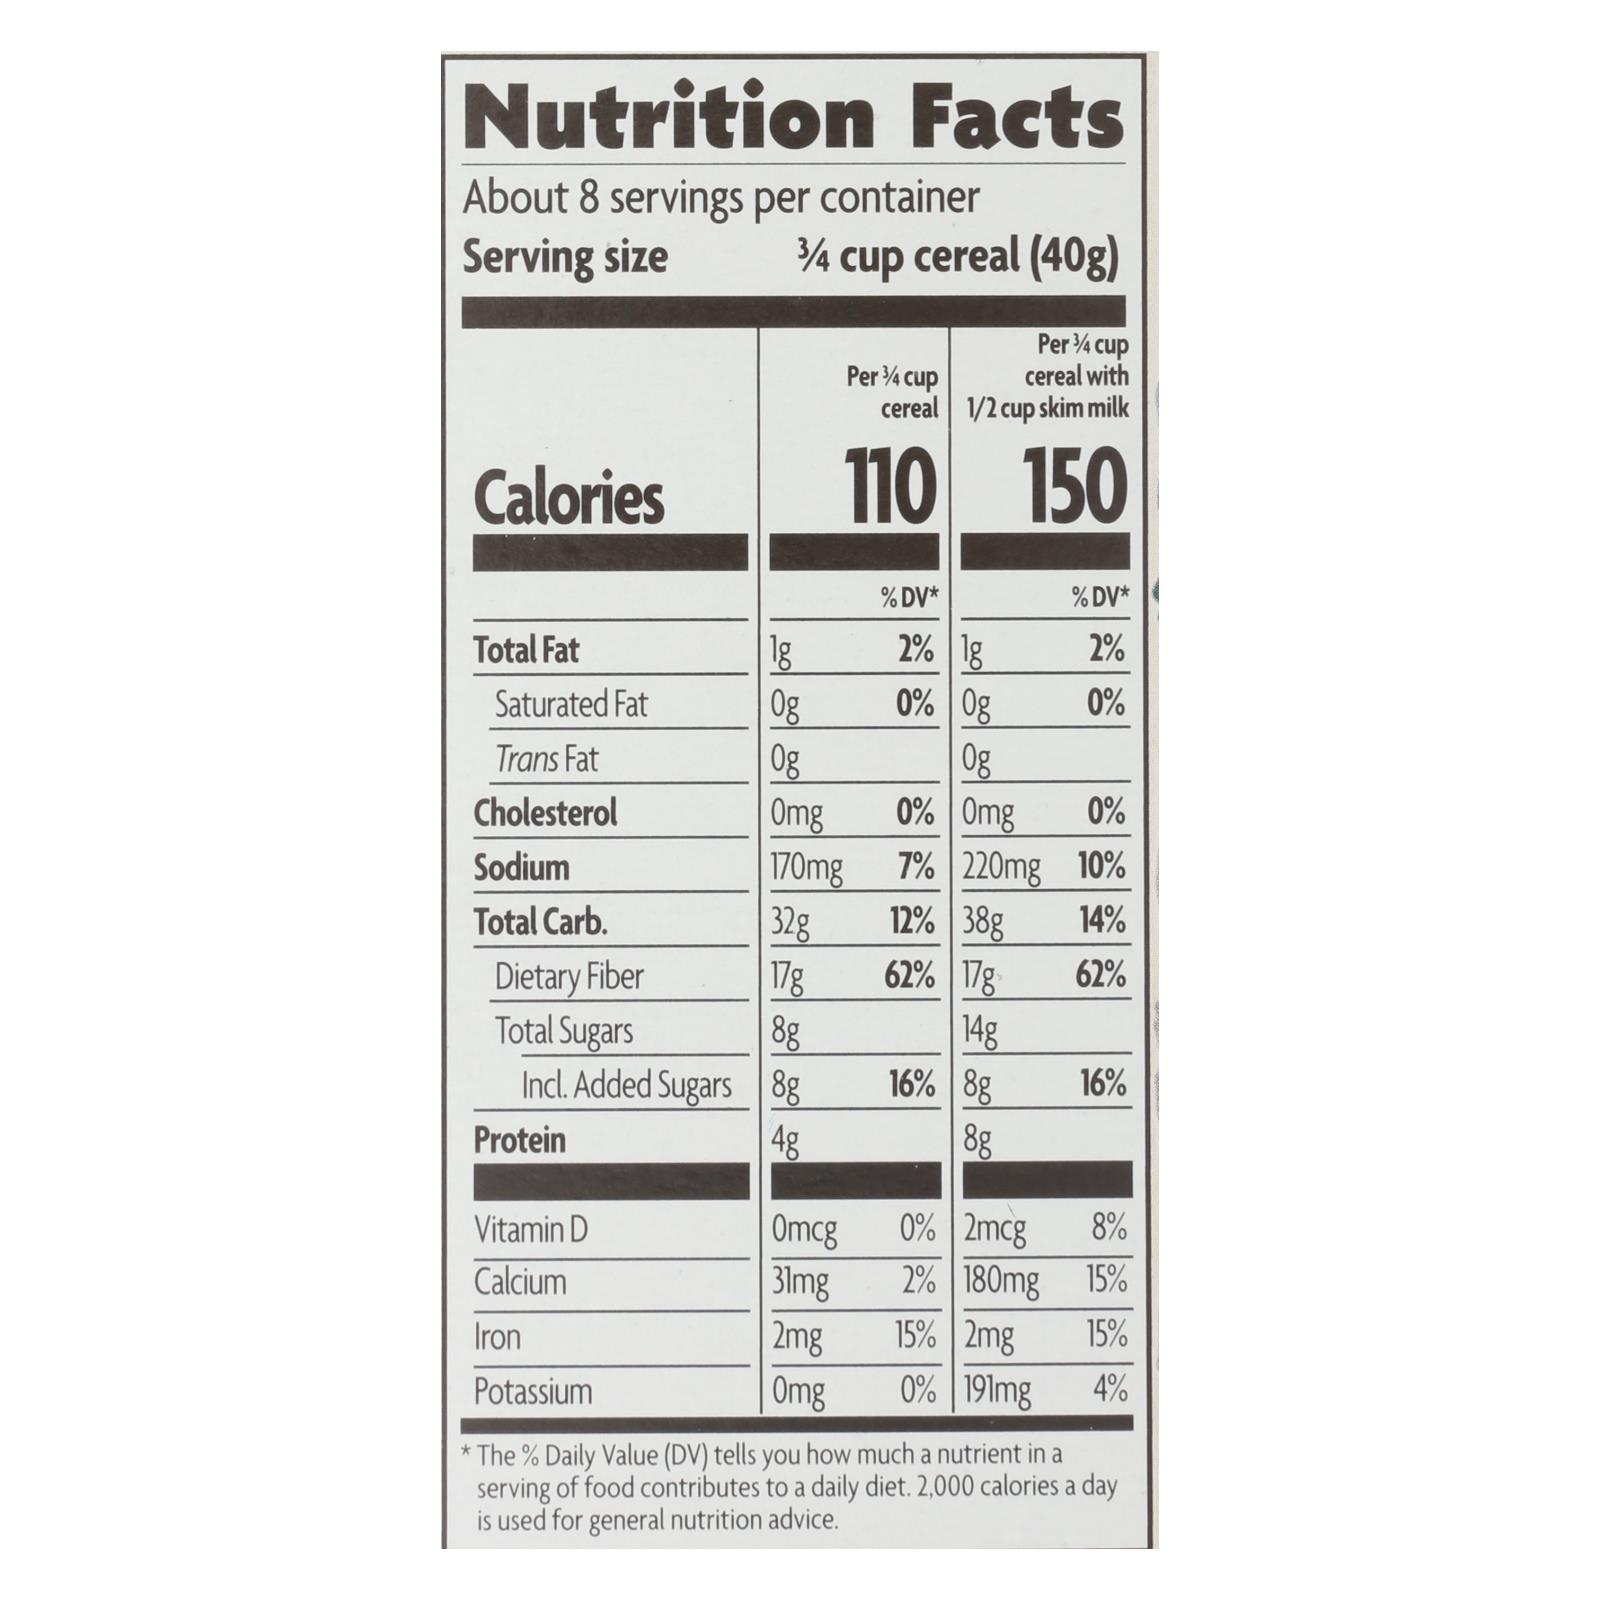 Nutrition Facts
About 8 servings per container
Serving size ¾ cup cereal (40g)
Per ¾ cup cereal
Per ¾ cup cereal with 1/2 cup skim milk
Calories 110 150
% DV* % DV*
Total Fat 1g 2% 1g 2%
Saturated Fat 0g 0% 0g 0%
Trans Fat 0g 0g
Cholesterol 0mg 0% 0mg 0%
Sodium 170mg 7% 220mg 10%
Total Carb. 32g 12% 38g 14%
Dietary Fiber 17g 62% 17g 62%
Total Sugars 8g 14g
Incl. Added Sugars 8g 16% 8g 16%
Protein 4g 8g
Vitamin D 0mcg 0% 2mcg 8%
Calcium 31mg 2% 180mg 15%
Iron 2mg 15% 2mg 15%
Potassium 0mg 0% 191mg 4%
* The % Daily Value (DV) tells you how much a nutrient in a
serving of food contributes to a daily diet. 2,000 calories a day
is used for general nutrition advice.